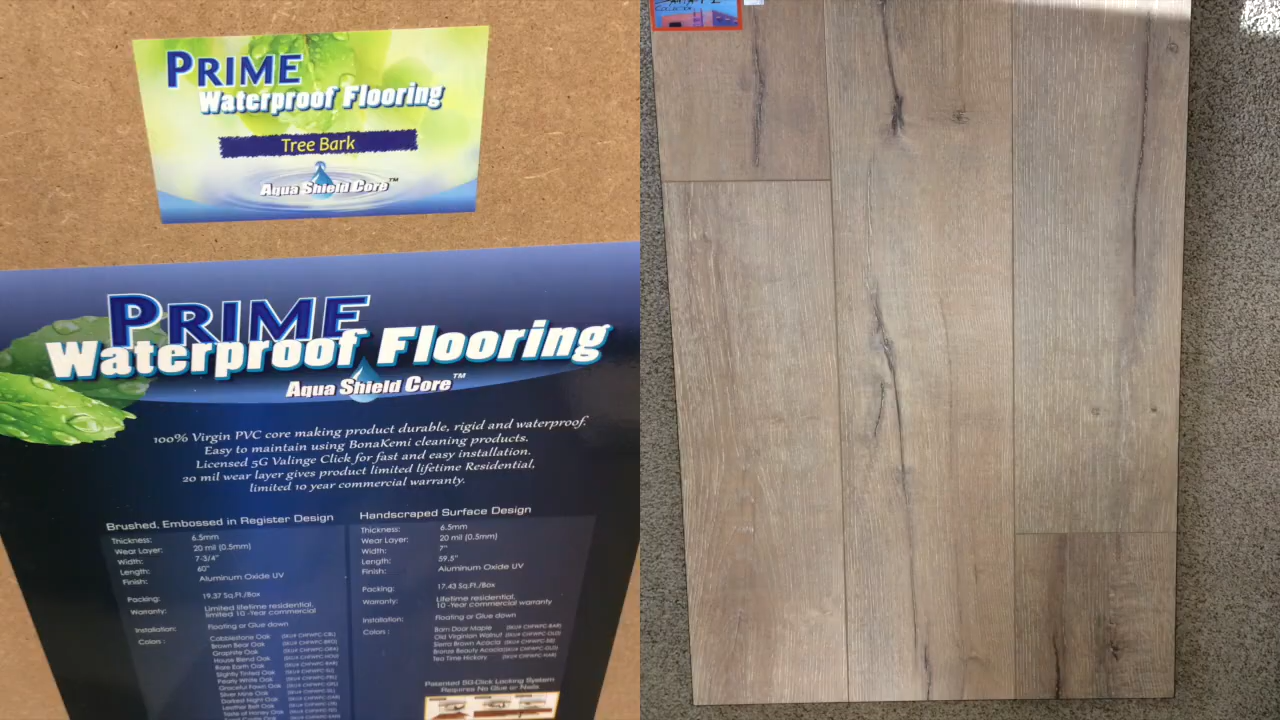 PRIME
Waterproof Flooring
Tree Bark
Aqua Shield Core™
PRIME
Waterproof Flooring
Aqua Shield Core™
100% Virgin PVC core making product durable, rigid and waterproof.
Easy to maintain using BonaKemi cleaning products.
Licensed 5G Valinge Click for fast and easy installation.
20 mil wear layer gives product limited lifetime Residential,
limited 10 year commercial warranty.
Brushed, Embossed in Register Design
Thickness: 6.5mm
Wear Layer: 20 mil (0.5mm)
Width: 7-3/4"
Length: 60"
Finish: Aluminum Oxide UV
Packing: 19.37 Sq.Ft./Box
Warranty: Limited lifetime residential,
limited 10 -Year commercial
Installation: Floating or Glue down
Colors : Cobblestone Oak
Brown Bear Oak
Graphite Oak
House Blend Oak
Rare Earth Oak
Slightly Tinted Oak
Pearly White Oak
Graceful Fawn Oak
Silver Mine Oak
Darkest Night Oak
Leather Belt Oak
Taste of Honey Oak
Handscraped Surface Design
Thickness: 6.5mm
Wear Layer: 20 mil (0.5mm)
Width: 7"
Length: 59.5"
Finish: Aluminum Oxide UV
Packing: 17.43 Sq.Ft./Box
Warranty: Lifetime residential,
10 -Year commercial warranty
Installation: Floating or Glue down
Colors : Barn Door Maple
Old Virginian Walnut
Sierra Brown Acacia
Bronze Beauty Acacia
Tea Time Hickory
Patented 5G-Click Locking System
Requires No Glue or Nails